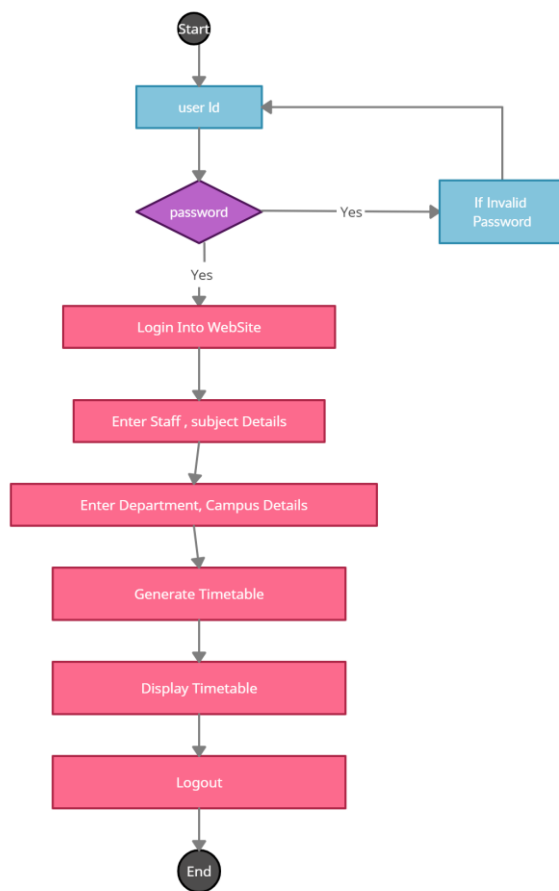 Start
user Id
password
Yes
If Invalid
Password
Yes
Login Into WebSite
Enter Staff , subject Details
Enter Department, Campus Details
Generate Timetable
Display Timetable
Logout
End